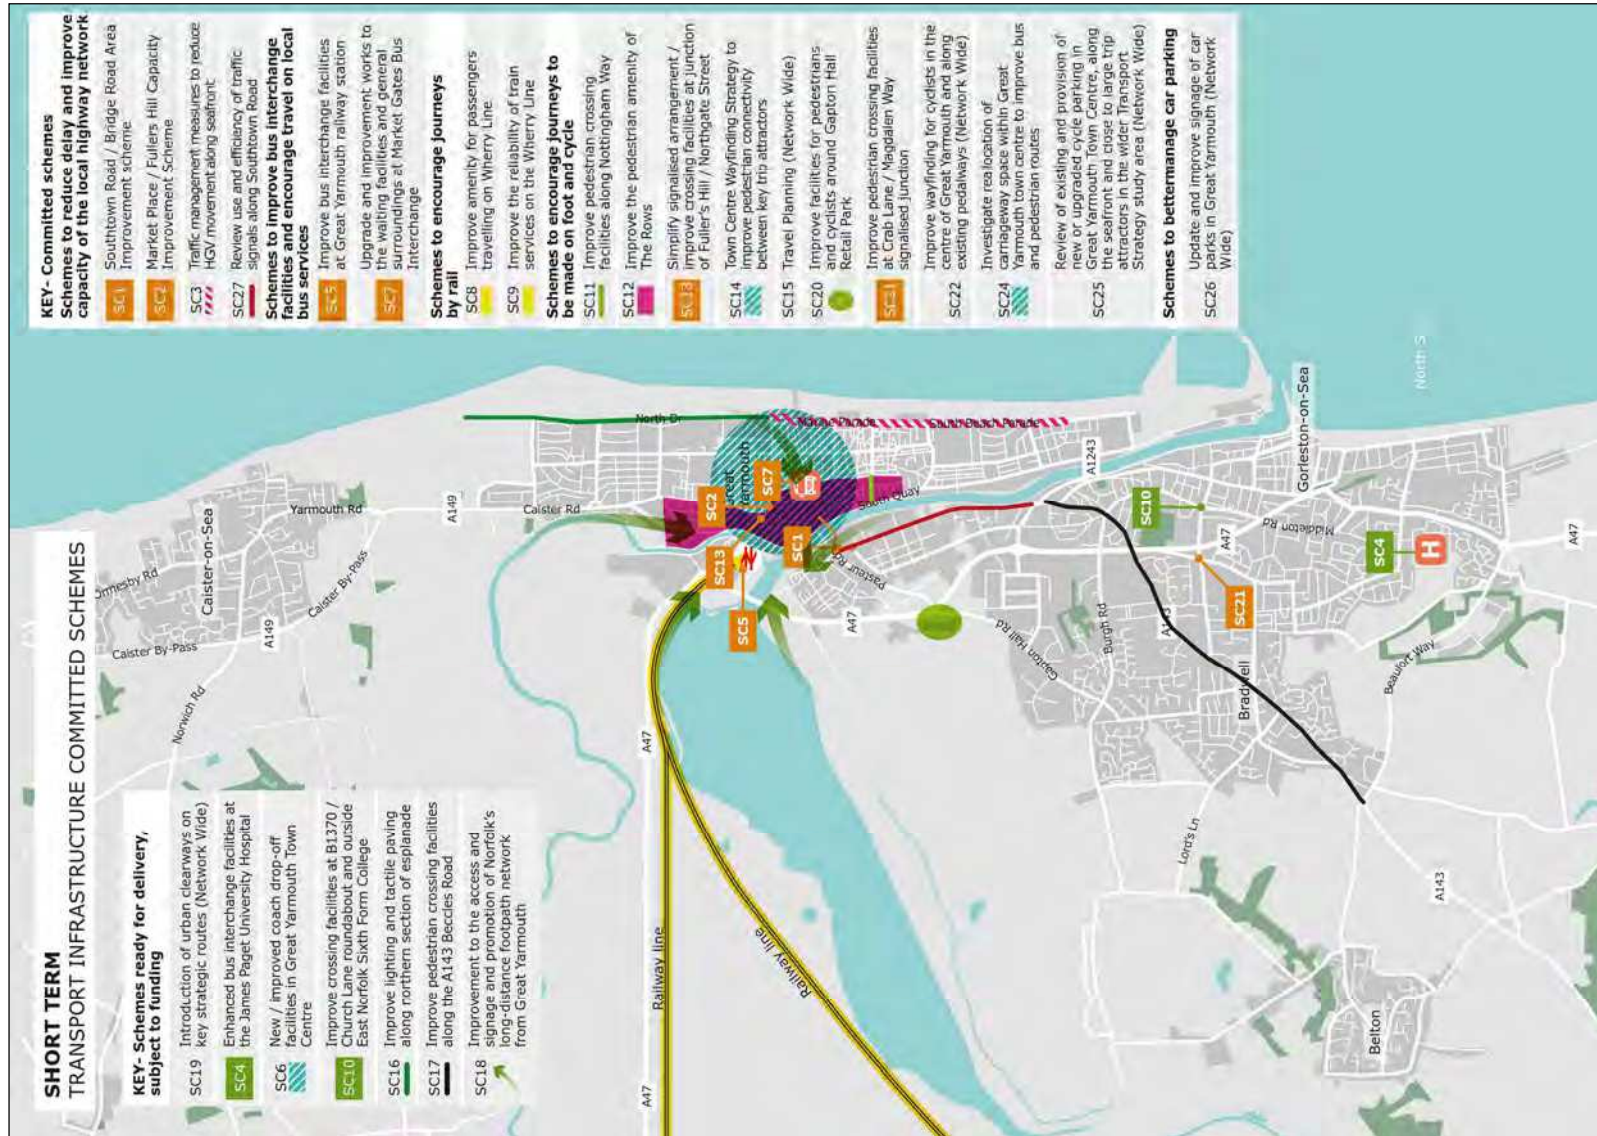 SHORT TERM
TRANSPORT INFRASTRUCTURE COMMITTED SCHEMES
KEY- Schemes ready for delivery,
subject to funding
SC19
Introduction of urban clearways on
key strategic routes (Network Wide)
SC4
Enhanced bus interchange facilities at
the James Paget University Hospital
SC6
New / improved coach drop-off
facilities in Great Yarmouth Town
Centre
SC10
Improve crossing facilities at B1370 /
Church Lane roundabout and outside
East Norfolk Sixth Form College
SC16
Improve lighting and tactile paving
along northern section of esplanade
SC17
Improve pedestrian crossing facilities
along the A143 Beccles Road
SC18
Improvement to the access and
signage and promotion of Norfolk's
long-distance footpath network
from Great Yarmouth
KEY- Committed schemes
Schemes to reduce delay and improve
capacity of the local highway network
SC1
Southtown Road / Bridge Road Area
Improvement scheme
SC2
Market Place / Fullers Hill Capacity
Improvement Scheme
SC3
Traffic management measures to reduce
HGV movement along seafront
SC27
Review use and efficiency of traffic
signals along Southtown Road
Schemes to improve bus interchange
facilities and encourage travel on local
bus services
SC5
Improve bus interchange facilities
at Great Yarmouth railway station
SC7
Upgrade and improvement works to
the waiting facilities and general
surroundings at Market Gates Bus
Interchange
Schemes to encourage journeys
by rail
SC8
Improve amenity for passengers
travelling on Wherry Line
SC9
Improve the reliability of train
services on the Wherry Line
Schemes to encourage journeys to
be made on foot and cycle
SC11
Improve pedestrian crossing
facilities along Nottingham Way
SC12
Improve the pedestrian amenity of
The Rows
SC13
Simplify signalised arrangement /
improve crossing facilities at junction
of Fuller's Hill / Northgate Street
SC14
Town Centre Wayfinding Strategy to
improve pedestrian connectivity
between key trip attractors
SC15
Travel Planning (Network Wide)
SC20
Improve facilities for pedestrians
and cyclists around Gapton Hall
Retail Park
SC21
Improve pedestrian crossing facilities
at Crab Lane / Magdalen Way
signalised junction
SC22
Improve wayfinding for cyclists in the
centre of Great Yarmouth and along
existing pedalways (Network Wide)
SC24
Investigate reallocation of
carriageway space within Great
Yarmouth town centre to improve bus
and pedestrian routes
SC25
Review of existing and provision of
new or upgraded cycle parking in
Great Yarmouth Town Centre, along
the seafront and close to large trip
attractors in the wider Transport
Strategy study area (Network Wide)
Schemes to bettermanage car parking
SC26
Update and improve signage of car
parks in Great Yarmouth (Network
Wide)
Ormesby Rd
Caister-on-Sea
Caister By-Pass
Caister By-Pass
A149
Norwich Rd
Yarmouth Rd
A149
Caister Rd
North Dr
Marine Parade
South Beach Parade
Great
Yarmouth
SC2
SC7
SC13
SC1
SC5
South Quay
Pasteur Rd
A47
A47
A47
Railway line
Railway line
Gapton Hall Rd
Burgh Rd
A143
Bradwell
SC21
SC10
A47
Middleton Rd
SC4
H
A1243
Gorleston-on-Sea
North S
A47
Beaufort Way
Lord's Ln
A143
Belton